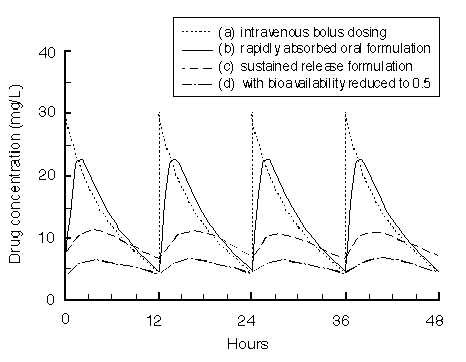 (a) intravenous bolus dosing
(b) rapidly absorbed oral formulation
(c) sustained release formulation
(d) with bioavailability reduced to 0.5
Drug concentration (mg/L)
40
30
20
10
0
0 12 24 36 48
Hours